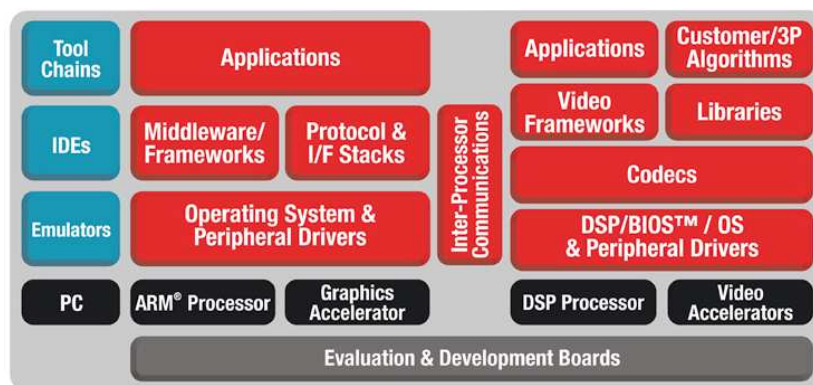 Tool
Chains
Applications
Applications
Customer/3P
Algorithms
IDEs
Middleware/
Frameworks
Protocol &
I/F Stacks
Inter-Processor
Communications
Video
Frameworks
Libraries
Codecs
Emulators
Operating System &
Peripheral Drivers
DSP/BIOS™ / OS
& Peripheral Drivers
PC
ARM® Processor
Graphics
Accelerator
DSP Processor
Video
Accelerators
Evaluation & Development Boards